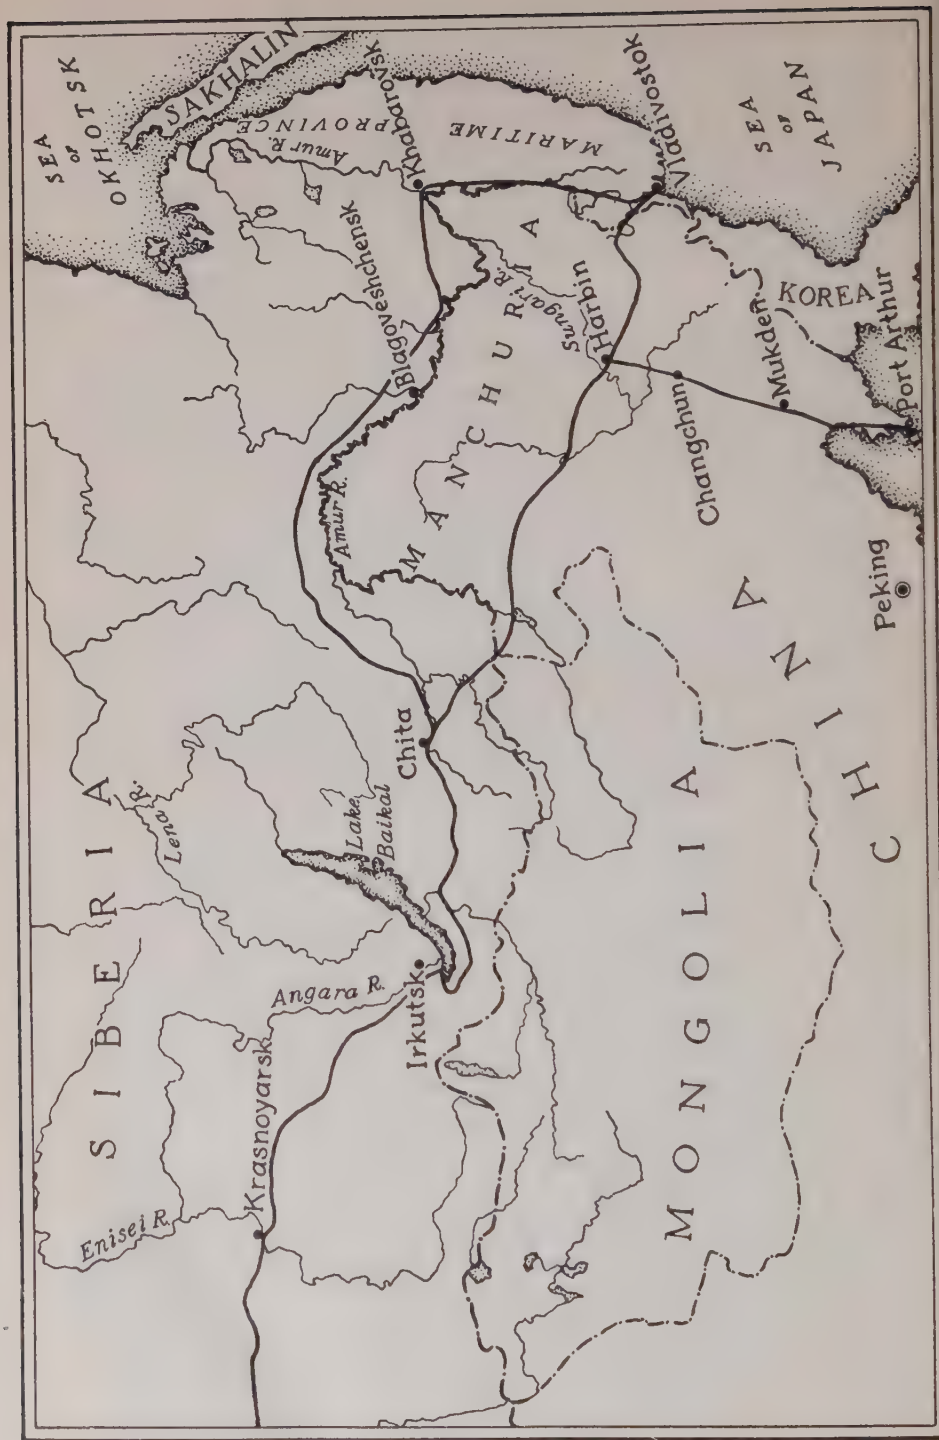 SEA
OF
OKHOTSK
SAKHALIN
Khabarovsk
Vladivostok
SEA
OF
JAPAN
PROVINCE
MARITIME
Amur R.
Blagoveshchensk
Sungari R.
Harbin
KOREA
Port Arthur
Mukden
Changchun
MANCHURIA
Amur R.
Peking
CHINA
Chita
Lake
Baikal
Lena R.
SIBERIA
MONGOLIA
Irkutsk
Angara R.
Krasnoyarsk
Enisei R.